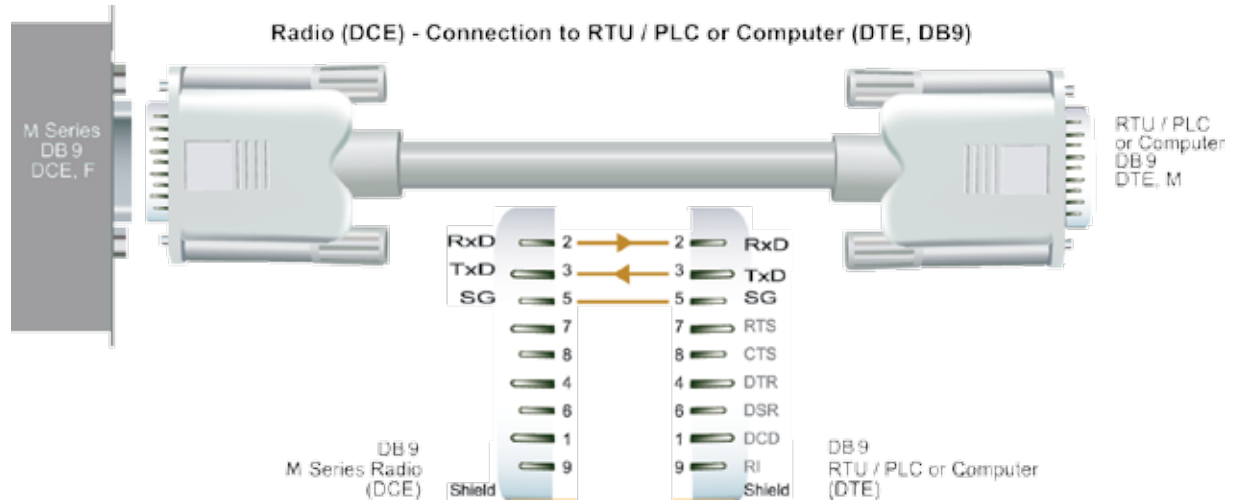 Radio (DCE) - Connection to RTU / PLC or Computer (DTE, DB9)
M Series
DB 9
DCE, F
RTU / PLC
or Computer
DB 9
DTE, M
RxD 2 2 RxD
TxD 3 3 TxD
SG 5 5 SG
7 7 RTS
8 8 CTS
4 4 DTR
6 6 DSR
1 1 DCD
9 9 RI
Shield Shield
DB 9
M Series Radio
(DCE)
DB 9
RTU / PLC or Computer
(DTE)